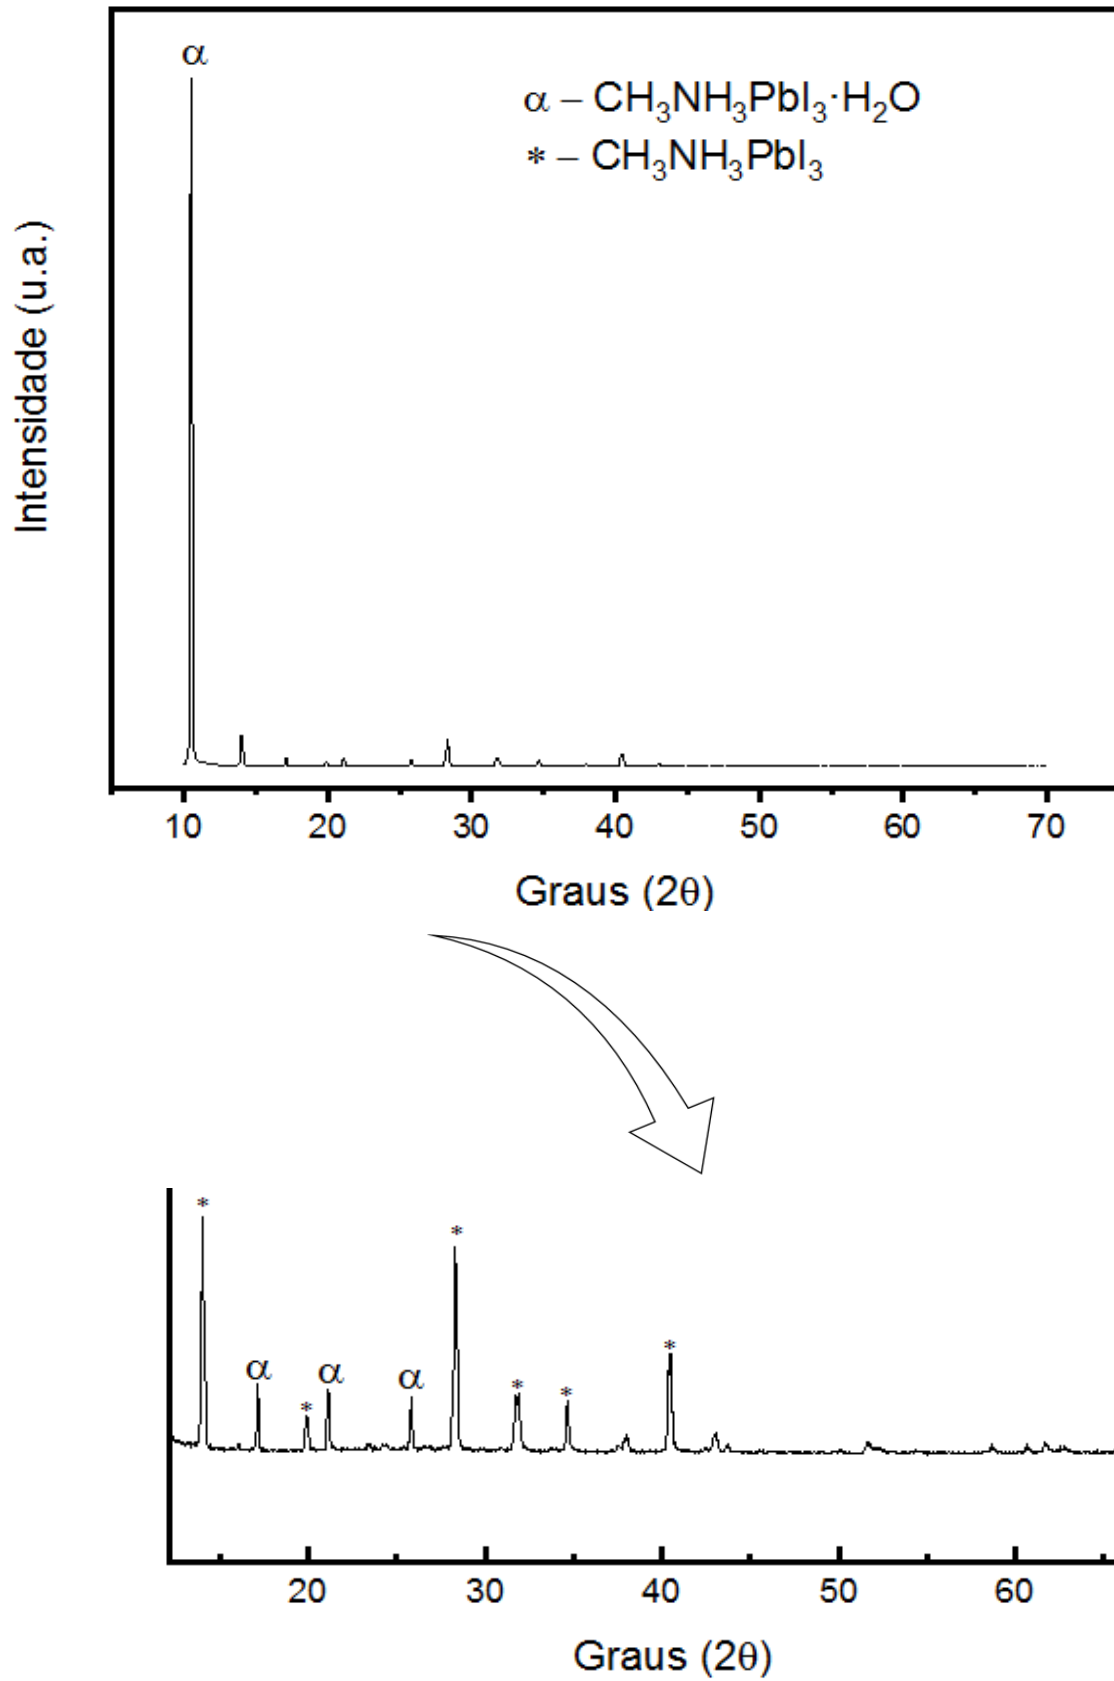 α
α – CH₃NH₃PbI₃·H₂O
* – CH₃NH₃PbI₃
Intensidade (u.a.)
10 20 30 40 50 60 70
Graus (2θ)
* α * α α * * * *
20 30 40 50 60
Graus (2θ)